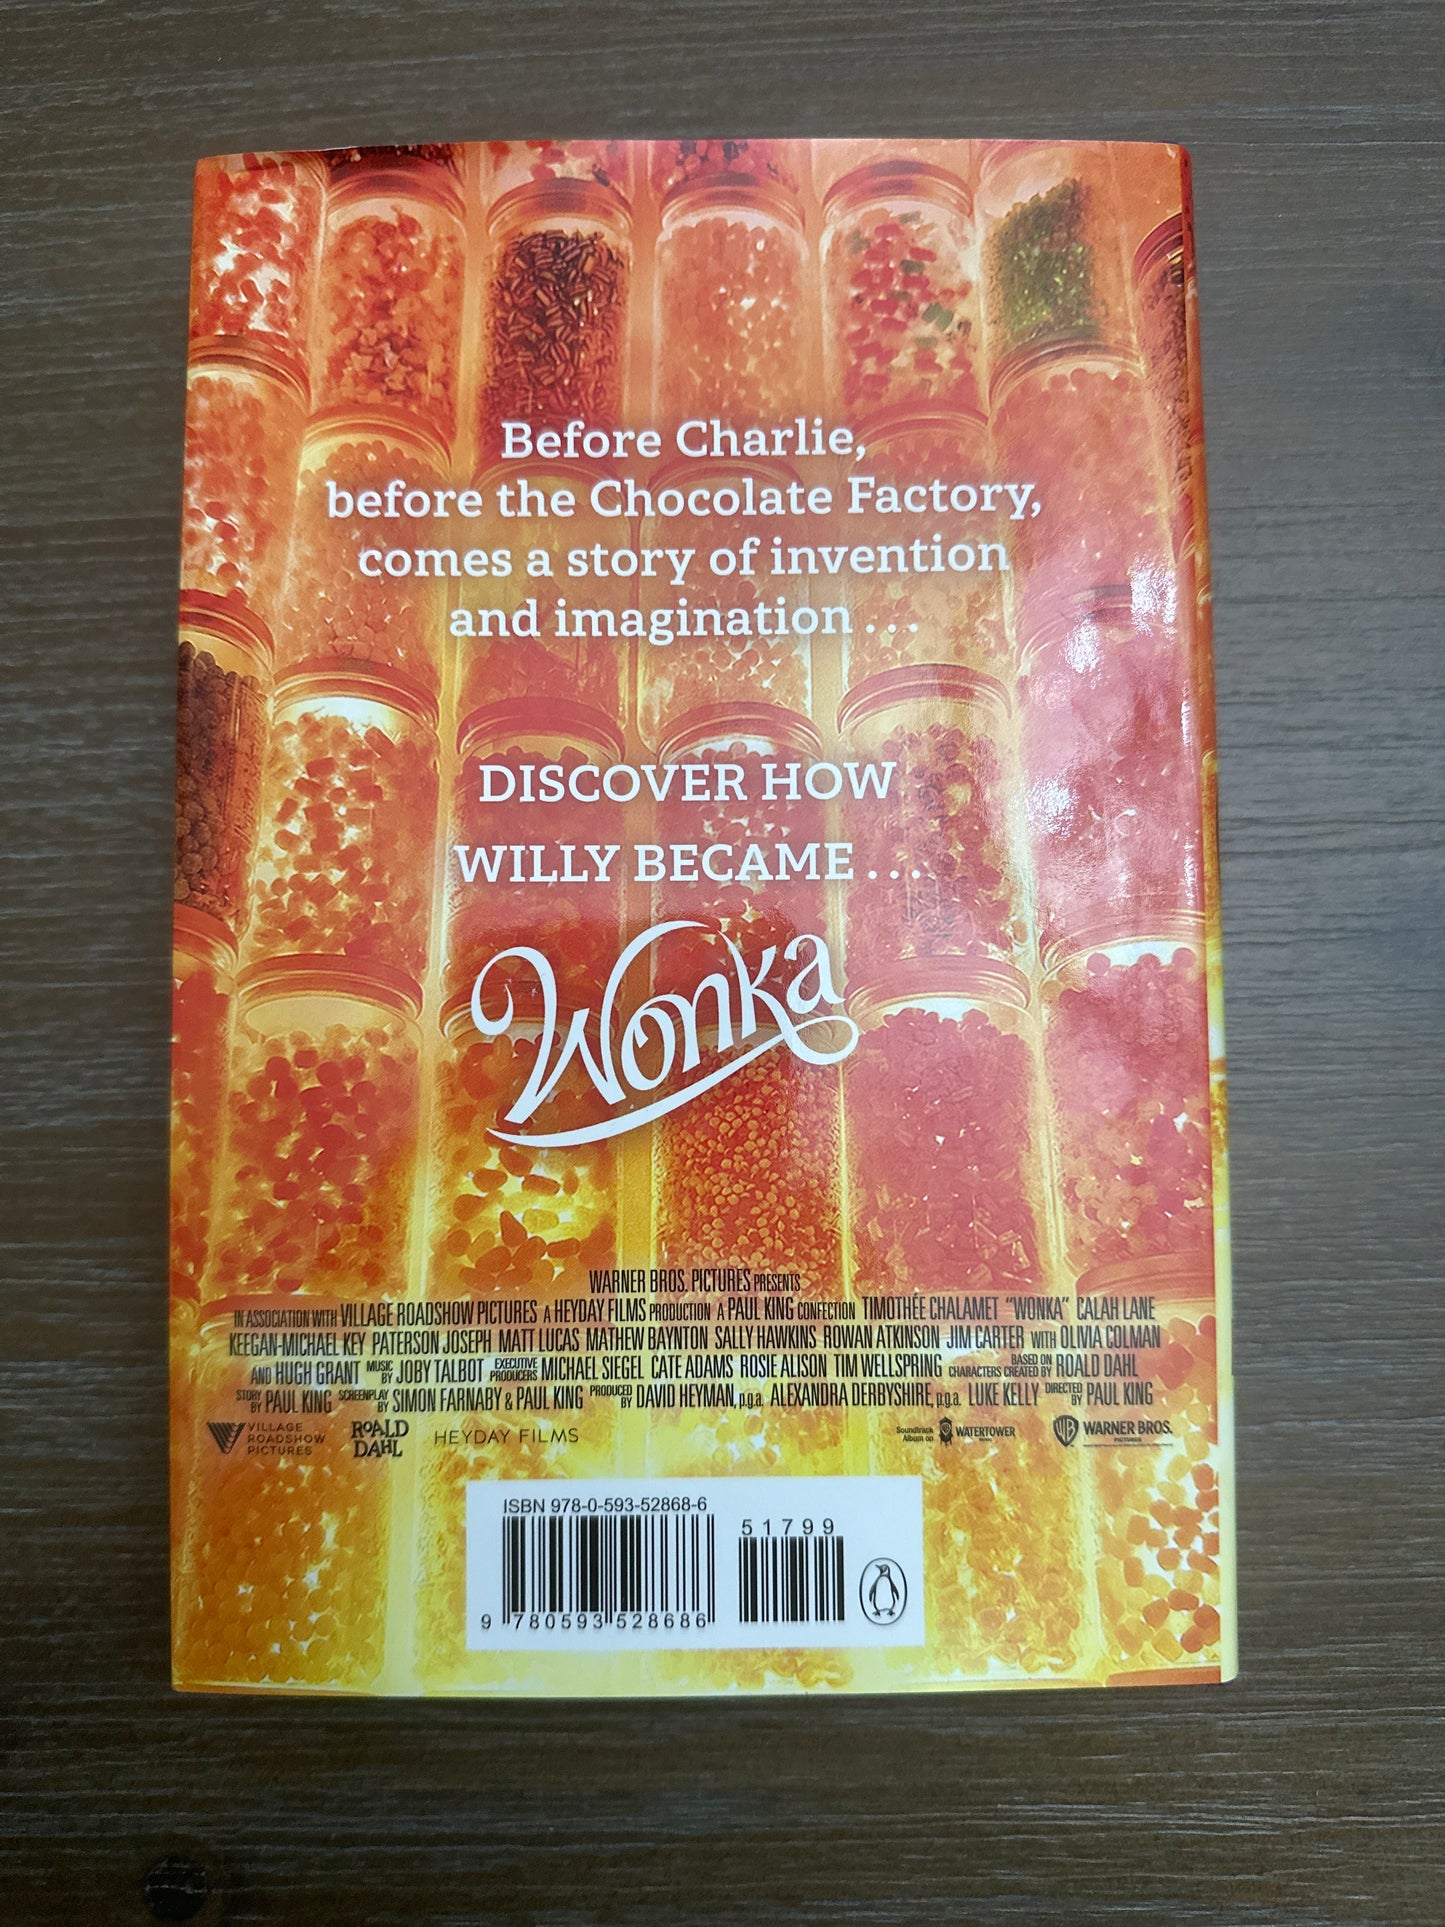 Before Charlie,
before the Chocolate Factory,
comes a story of invention
and imagination . . .
DISCOVER HOW
WILLY BECAME . . .
Wonka
WARNER BROS. PICTURES PRESENTS
IN ASSOCIATION WITH VILLAGE ROADSHOW PICTURES A HEYDAY FILMS PRODUCTION A PAUL KING CONFECTION TIMOTHÉE CHALAMET "WONKA" CALAH LANE
KEEGAN-MICHAEL KEY PATERSON JOSEPH MATT LUCAS MATHEW BAYNTON SALLY HAWKINS ROWAN ATKINSON JIM CARTER WITH OLIVIA COLMAN
AND HUGH GRANT MUSIC BY JOBY TALBOT EXECUTIVE PRODUCERS MICHAEL SIEGEL CATE ADAMS ROSIE ALISON TIM WELLSPRING BASED ON CHARACTERS CREATED BY ROALD DAHL
STORY BY PAUL KING SCREENPLAY BY SIMON FARNABY & PAUL KING PRODUCED BY DAVID HEYMAN, p.g.a. ALEXANDRA DERBYSHIRE, p.g.a. LUKE KELLY DIRECTED BY PAUL KING
VILLAGE ROADSHOW PICTURES ROALD DAHL HEYDAY FILMS Soundtrack Album on WATERTOWER MUSIC WB WARNER BROS. PICTURES
ISBN 978-0-593-52868-6
51799
9 780593 528686